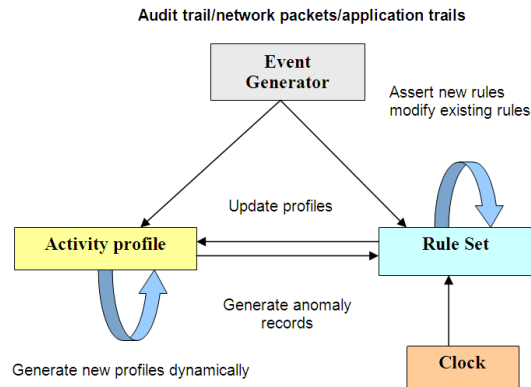 Audit trail/network packets/application trails
Event
Generator
Assert new rules
modify existing rules
Update profiles
Activity profile
Rule Set
Generate anomaly
records
Generate new profiles dynamically
Clock